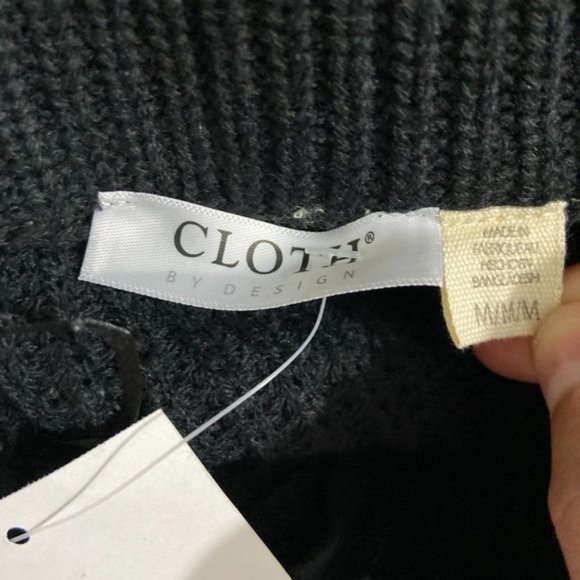 CLOTH®
BY DESIGN
MADE IN
FABRIQUE AU
HECHO EN
BANGLADESH
M/M/M